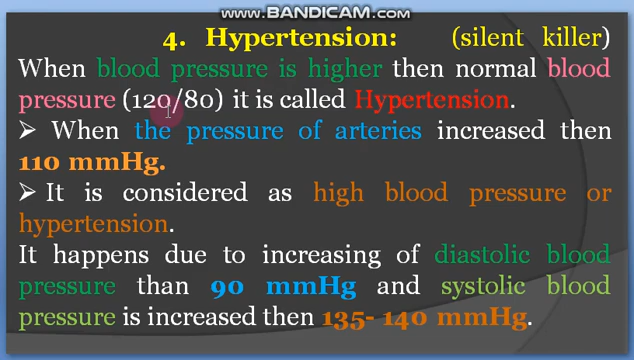 www.BANDICAM.com
4. Hypertension: (silent killer)
When blood pressure is higher then normal blood
pressure (120/80) it is called Hypertension.
➢ When the pressure of arteries increased then
110 mmHg.
➢ It is considered as high blood pressure or
hypertension.
It happens due to increasing of diastolic blood
pressure than 90 mmHg and systolic blood
pressure is increased then 135- 140 mmHg.